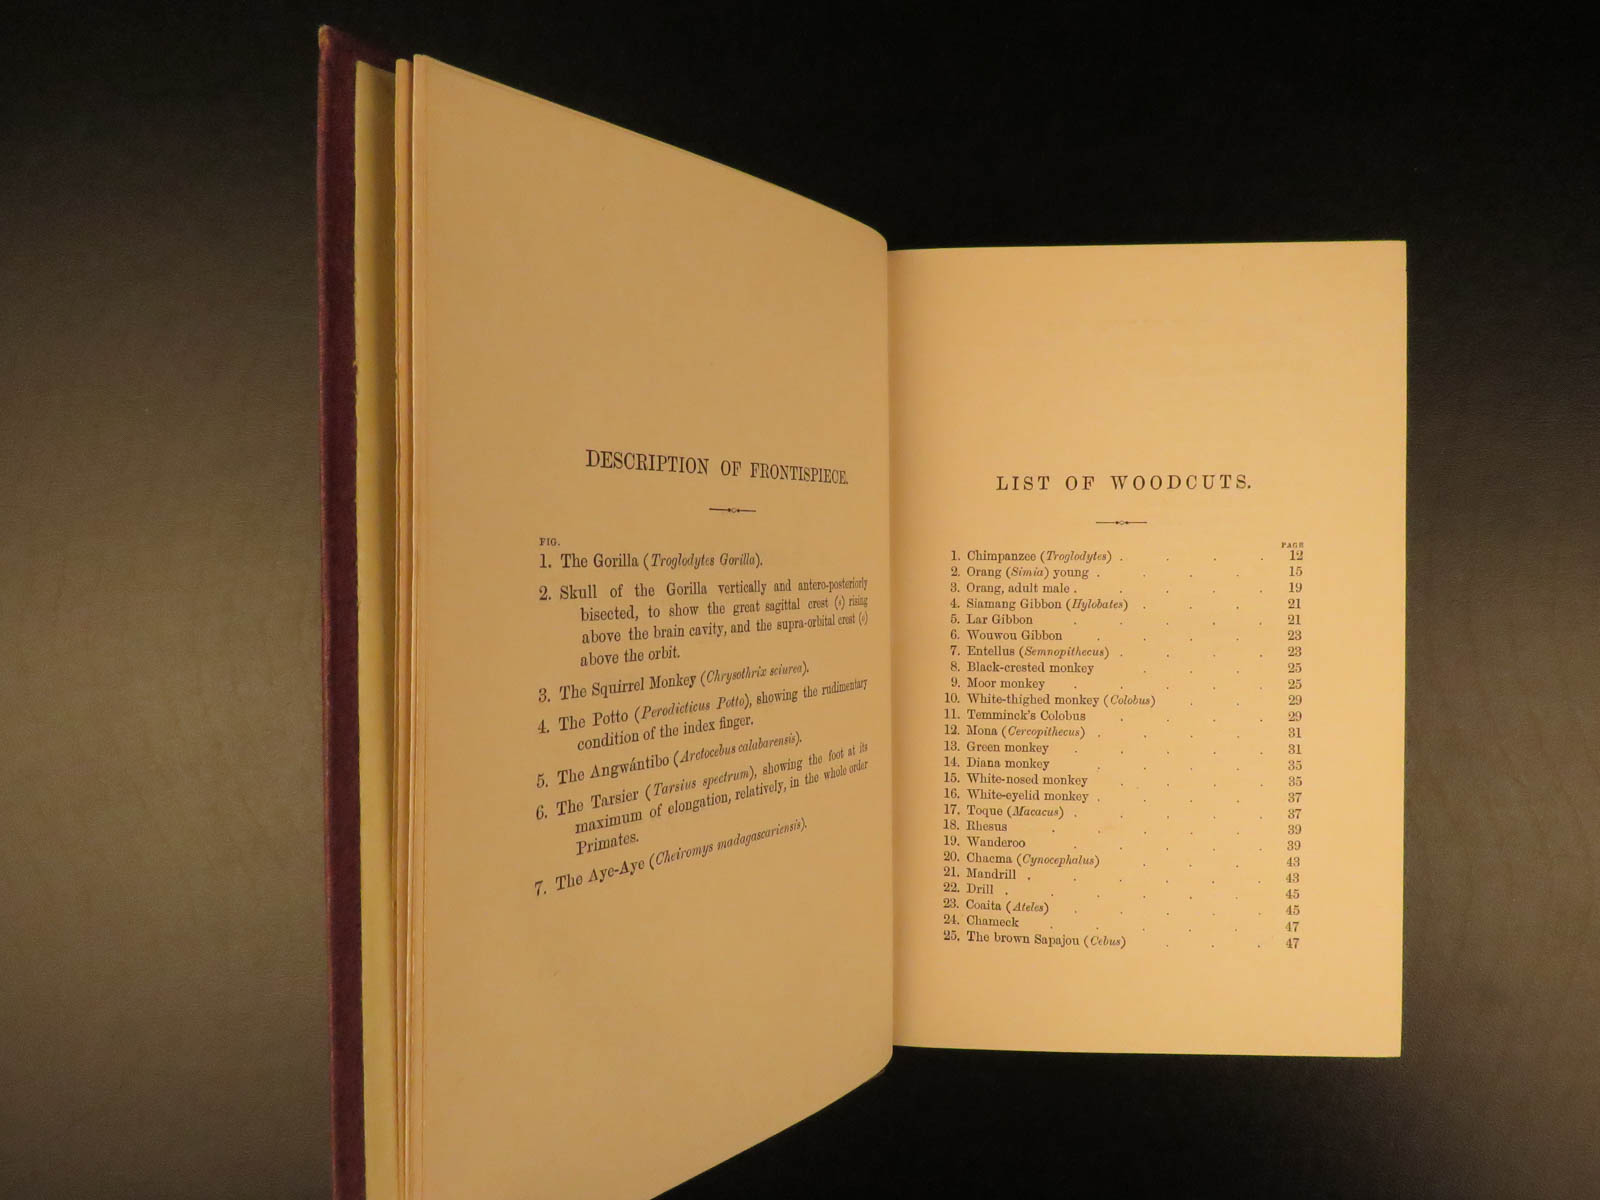 DESCRIPTION OF FRONTISPIECE.
FIG.
1. The Gorilla (Troglodytes Gorilla).
2. Skull of the Gorilla vertically and antero-posteriorly
bisected, to show the great sagittal crest (i) rising
above the brain cavity, and the supra-orbital crest (i)
above the orbit.
3. The Squirrel Monkey (Chrysothrix sciurea).
4. The Potto (Perodicticus Potto), showing the rudimentary
condition of the index finger.
5. The Angwántibo (Arctocebus calabarensis).
6. The Tarsier (Tarsius spectrum), showing the foot at its
maximum of elongation, relatively, in the whole order
Primates.
7. The Aye-Aye (Cheiromys madagascariensis).
LIST OF WOODCUTS.
PAGE
1. Chimpanzee (Troglodytes) . . . . 12
2. Orang (Simia) young . . . . 15
3. Orang, adult male . . . . . 19
4. Siamang Gibbon (Hylobates) . . . 21
5. Lar Gibbon . . . . . 21
6. Wouwou Gibbon . . . . 23
7. Entellus (Semnopithecus) . . . . 23
8. Black-crested monkey . . . 25
9. Moor monkey . . . . . 25
10. White-thighed monkey (Colobus) . . 29
11. Temminck's Colobus . . . . 29
12. Mona (Cercopithecus) . . . . 31
13. Green monkey . . . . . 31
14. Diana monkey . . . . 35
15. White-nosed monkey . . . . 35
16. White-eyelid monkey . . . . 37
17. Toque (Macacus) . . . . . 37
18. Rhesus . . . . . 39
19. Wanderoo . . . . . 39
20. Chacma (Cynocephalus) . . . 43
21. Mandrill . . . . . . 43
22. Drill . . . . . . 45
23. Coaita (Ateles) . . . . . 45
24. Chameck . . . . . 47
25. The brown Sapajou (Cebus) . . . 47